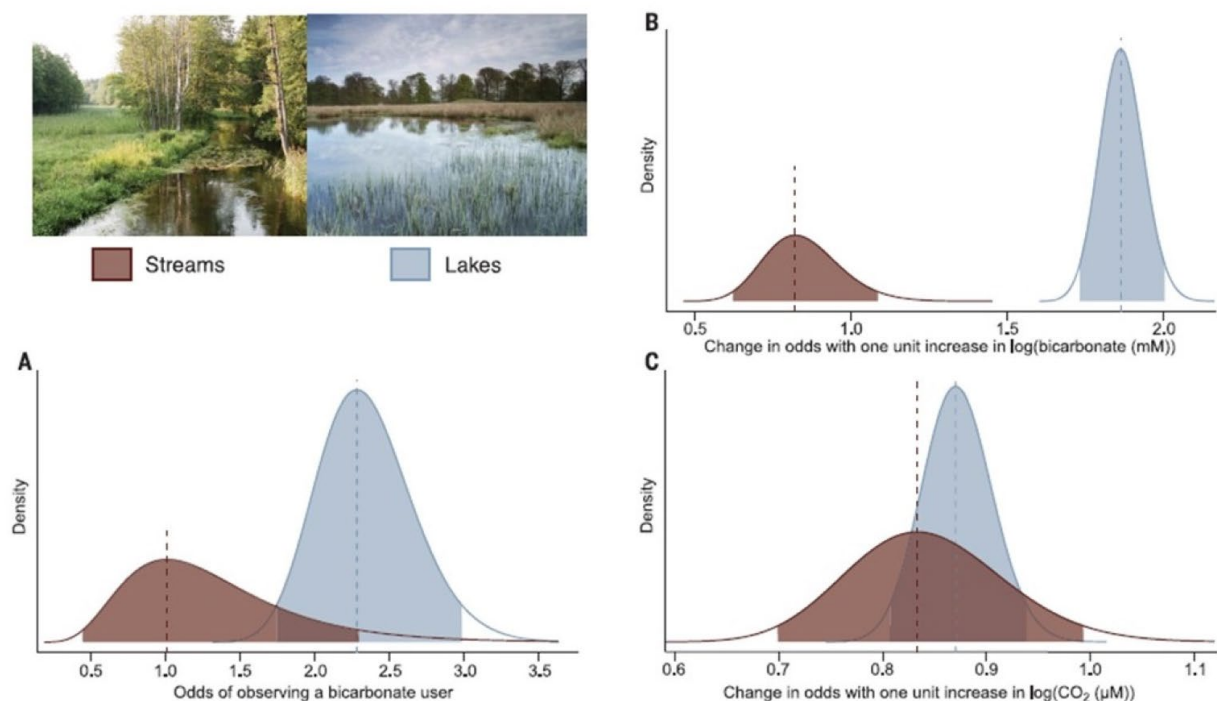 Streams
Lakes
A
Density
0.5 1.0 1.5 2.0 2.5 3.0 3.5
Odds of observing a bicarbonate user
B
Density
0.5 1.0 1.5 2.0
Change in odds with one unit increase in log(bicarbonate (mM))
C
Density
0.6 0.7 0.8 0.9 1.0 1.1
Change in odds with one unit increase in log(CO₂ (µM))